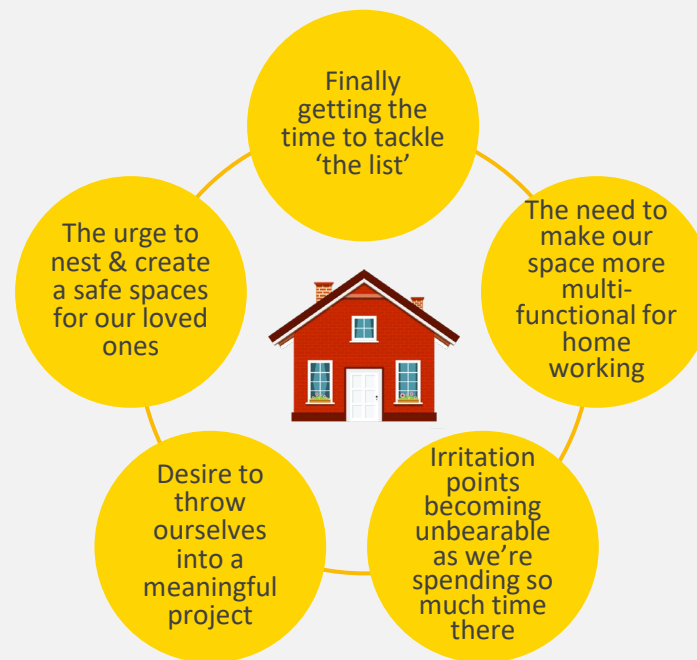 Finally
getting the
time to tackle
‘the list’
The need to
make our
space more
multi-
functional for
home
working
Irritation
points
becoming
unbearable
as we’re
spending so
much time
there
Desire to
throw
ourselves
into a
meaningful
project
The urge to
nest & create
a safe spaces
for our loved
ones